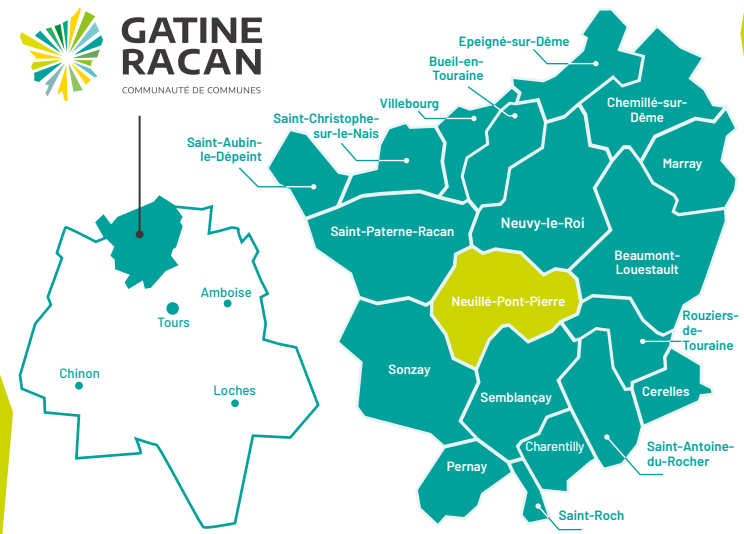 GATINE
RACAN
COMMUNAUTÉ DE COMMUNES
Epeigné-sur-Dême
Bueil-en-
Touraine
Villebourg
Chemillé-sur-
Dême
Saint-Christophe-
sur-le-Nais
Saint-Aubin-
le-Dépeint
Marray
Saint-Paterne-Racan
Neuvy-le-Roi
Beaumont-
Louestault
Neuillé-Pont-Pierre
Rouziers-
de-
Touraine
Sonzay
Semblançay
Cerelles
Charentilly
Saint-Antoine-
du-Rocher
Pernay
Saint-Roch
Amboise
Tours
Chinon
Loches